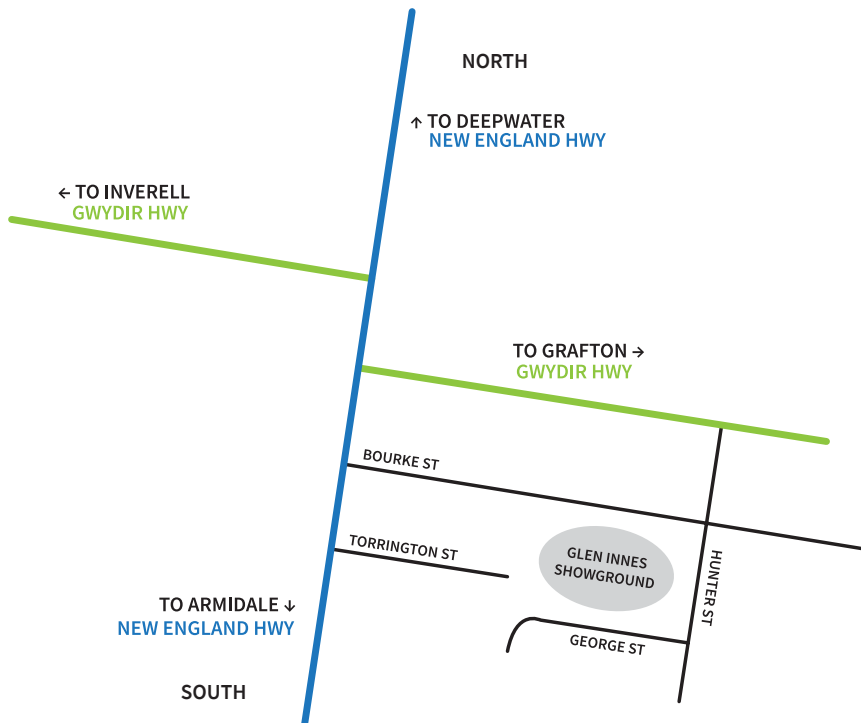 NORTH
↑ TO DEEPWATER
NEW ENGLAND HWY
← TO INVERELL
GWYDIR HWY
TO GRAFTON →
GWYDIR HWY
BOURKE ST
TORRINGTON ST
GLEN INNES
SHOWGROUND
HUNTER ST
TO ARMIDALE ↓
NEW ENGLAND HWY
GEORGE ST
SOUTH